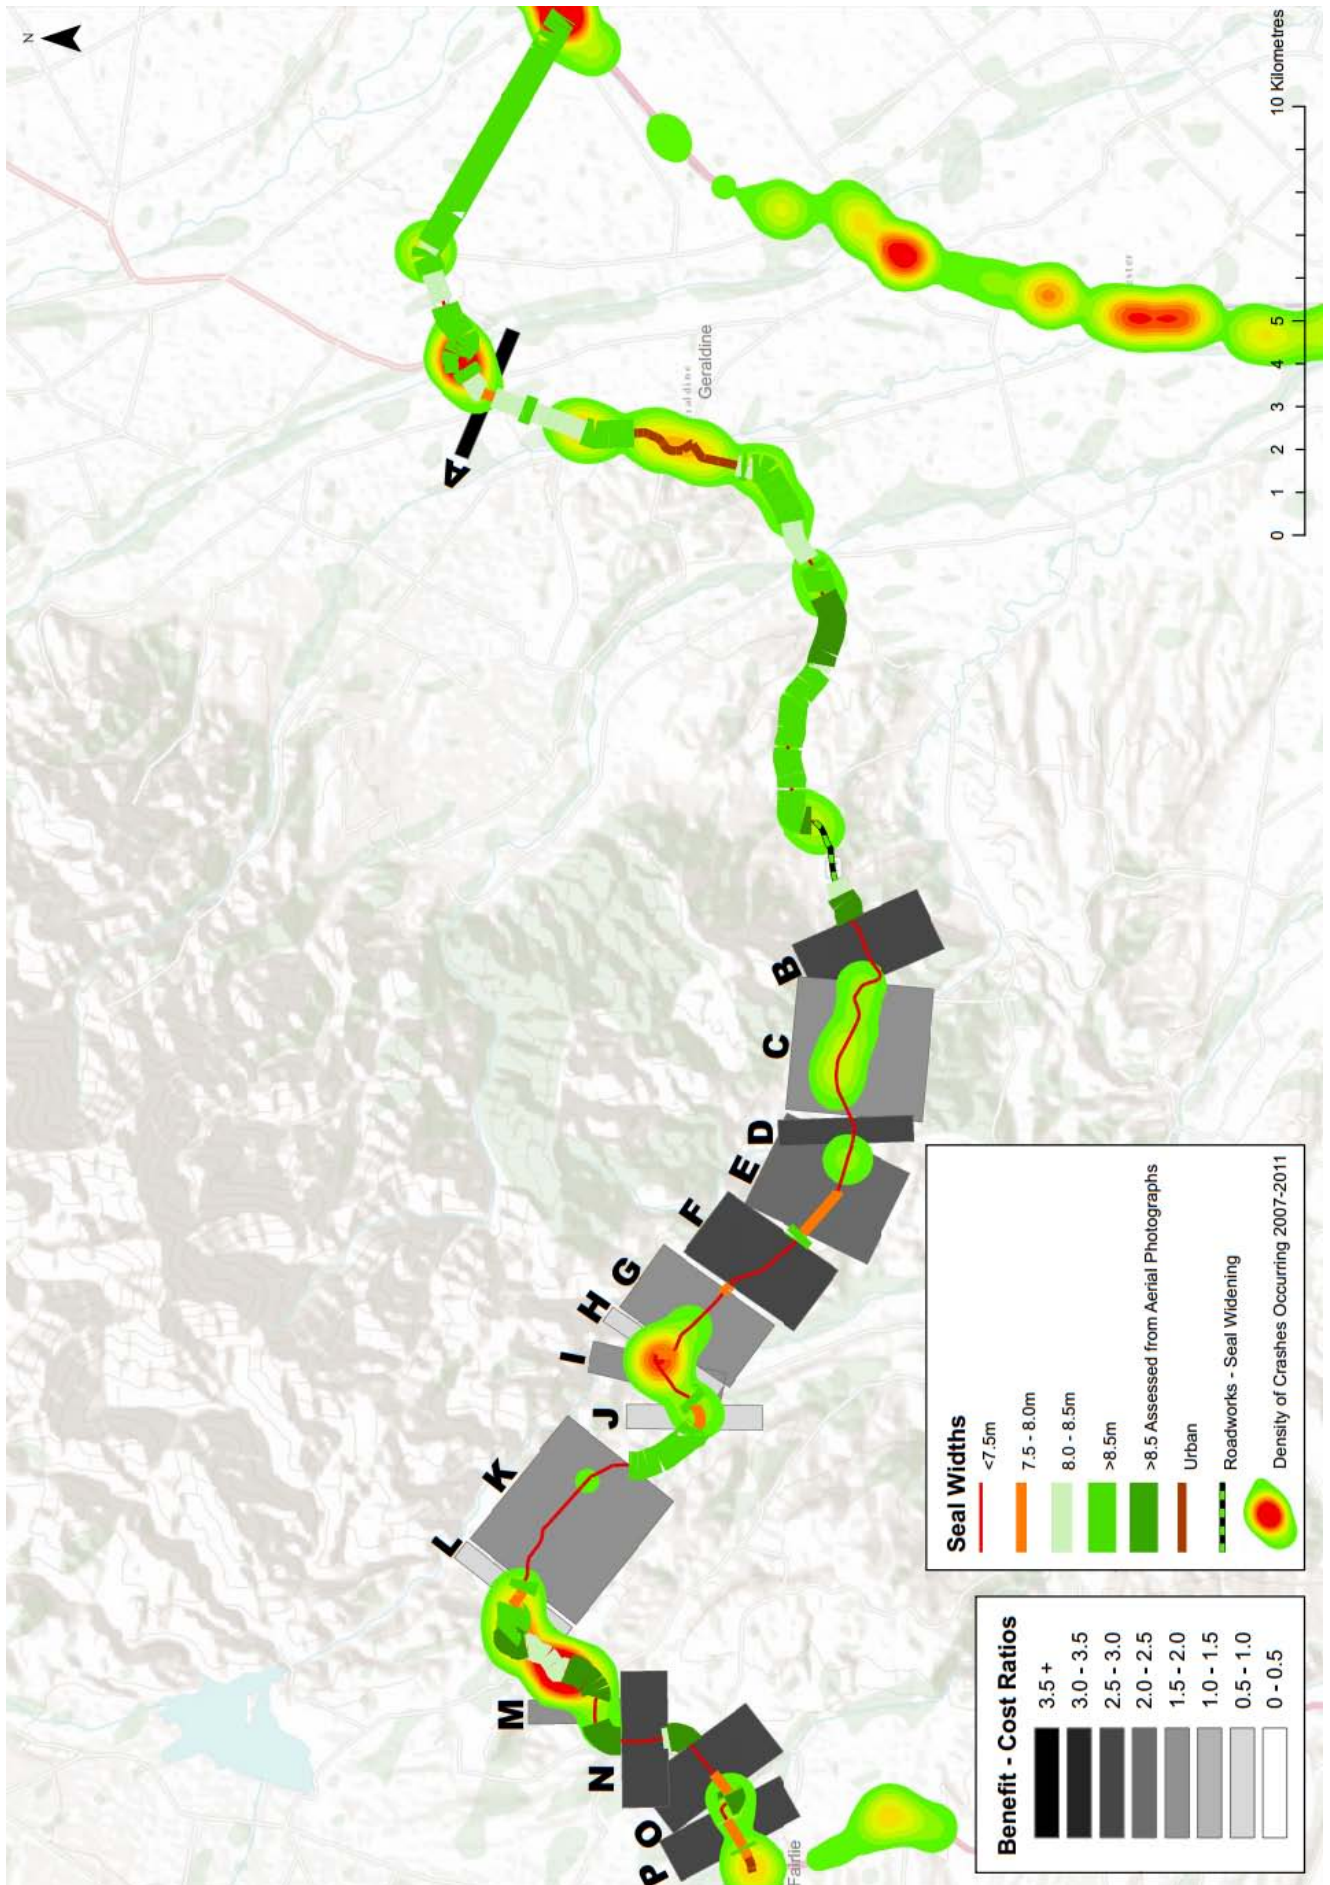 N
A
raldine
Geraldine
B
C
D
E
F
G
H
I
J
K
L
M
N
O
P
Fairlie
0 1 2 3 4 5 10 Kilometres
Benefit - Cost Ratios
3.5 +
3.0 - 3.5
2.5 - 3.0
2.0 - 2.5
1.5 - 2.0
1.0 - 1.5
0.5 - 1.0
0 - 0.5
Seal Widths
<7.5m
7.5 - 8.0m
8.0 - 8.5m
>8.5m
>8.5 Assessed from Aerial Photographs
Urban
Roadworks - Seal Widening
Density of Crashes Occurring 2007-2011